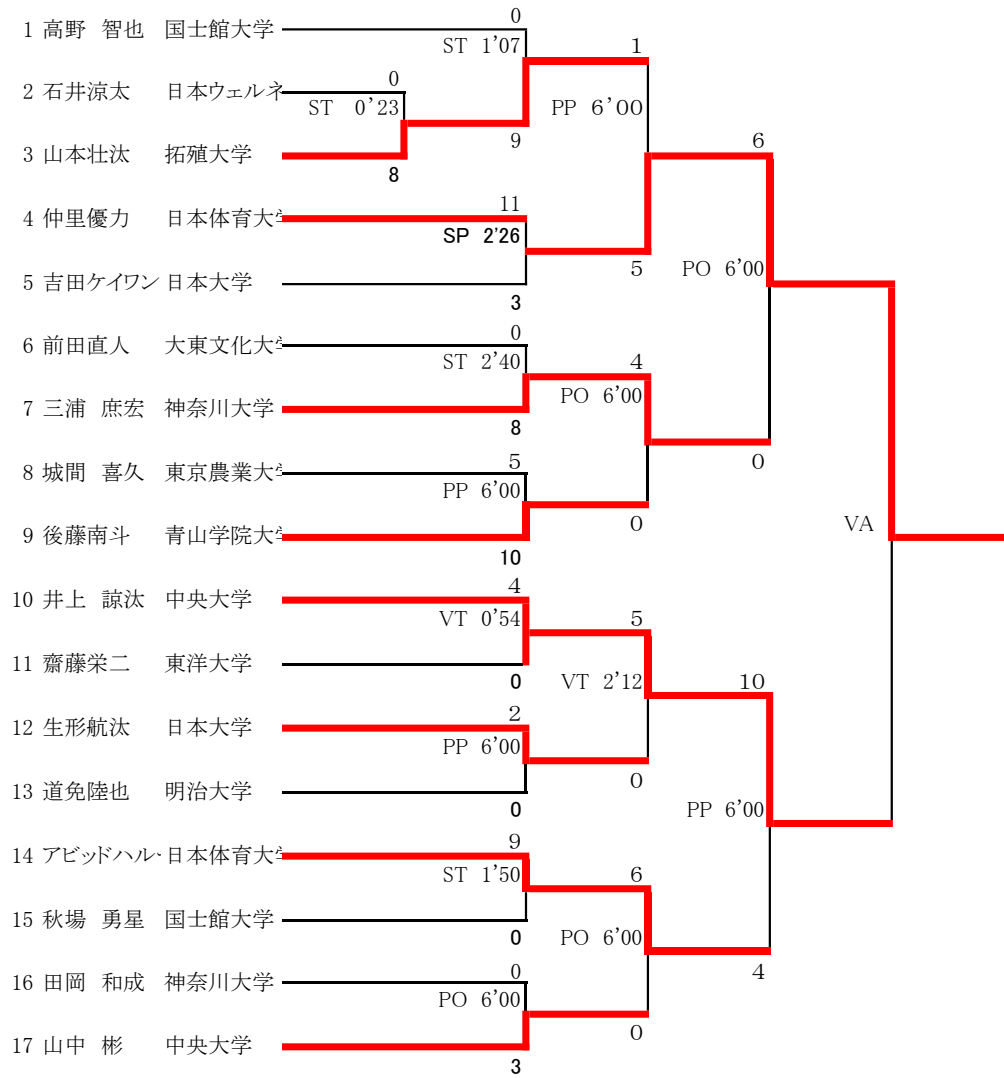 0
1 高野 智也 国士館大学
ST 1'07
1
0
2 石井涼太 日本ウェルネ
ST 0'23
PP 6'00
9
6
3 山本壮汰 拓殖大学
8
11
4 仲里優力 日本体育大学
SP 2'26
5
PO 6'00
5 吉田ケイワン 日本大学
3
0
6 前田直人 大東文化大学
ST 2'40
4
PO 6'00
7 三浦 庶宏 神奈川大学
8
5
0
8 城間 喜久 東京農業大学
PP 6'00
0
VA
9 後藤南斗 青山学院大学
10
4
10 井上 諒汰 中央大学
VT 0'54
5
11 齋藤栄二 東洋大学
0
VT 2'12
10
2
12 生形航汰 日本大学
PP 6'00
0
13 道免陸也 明治大学
0
PP 6'00
9
14 アビッドハル 日本体育大学
ST 1'50
6
15 秋場 勇星 国士館大学
0
PO 6'00
0
4
16 田岡 和成 神奈川大学
PO 6'00
0
17 山中 彬 中央大学
3